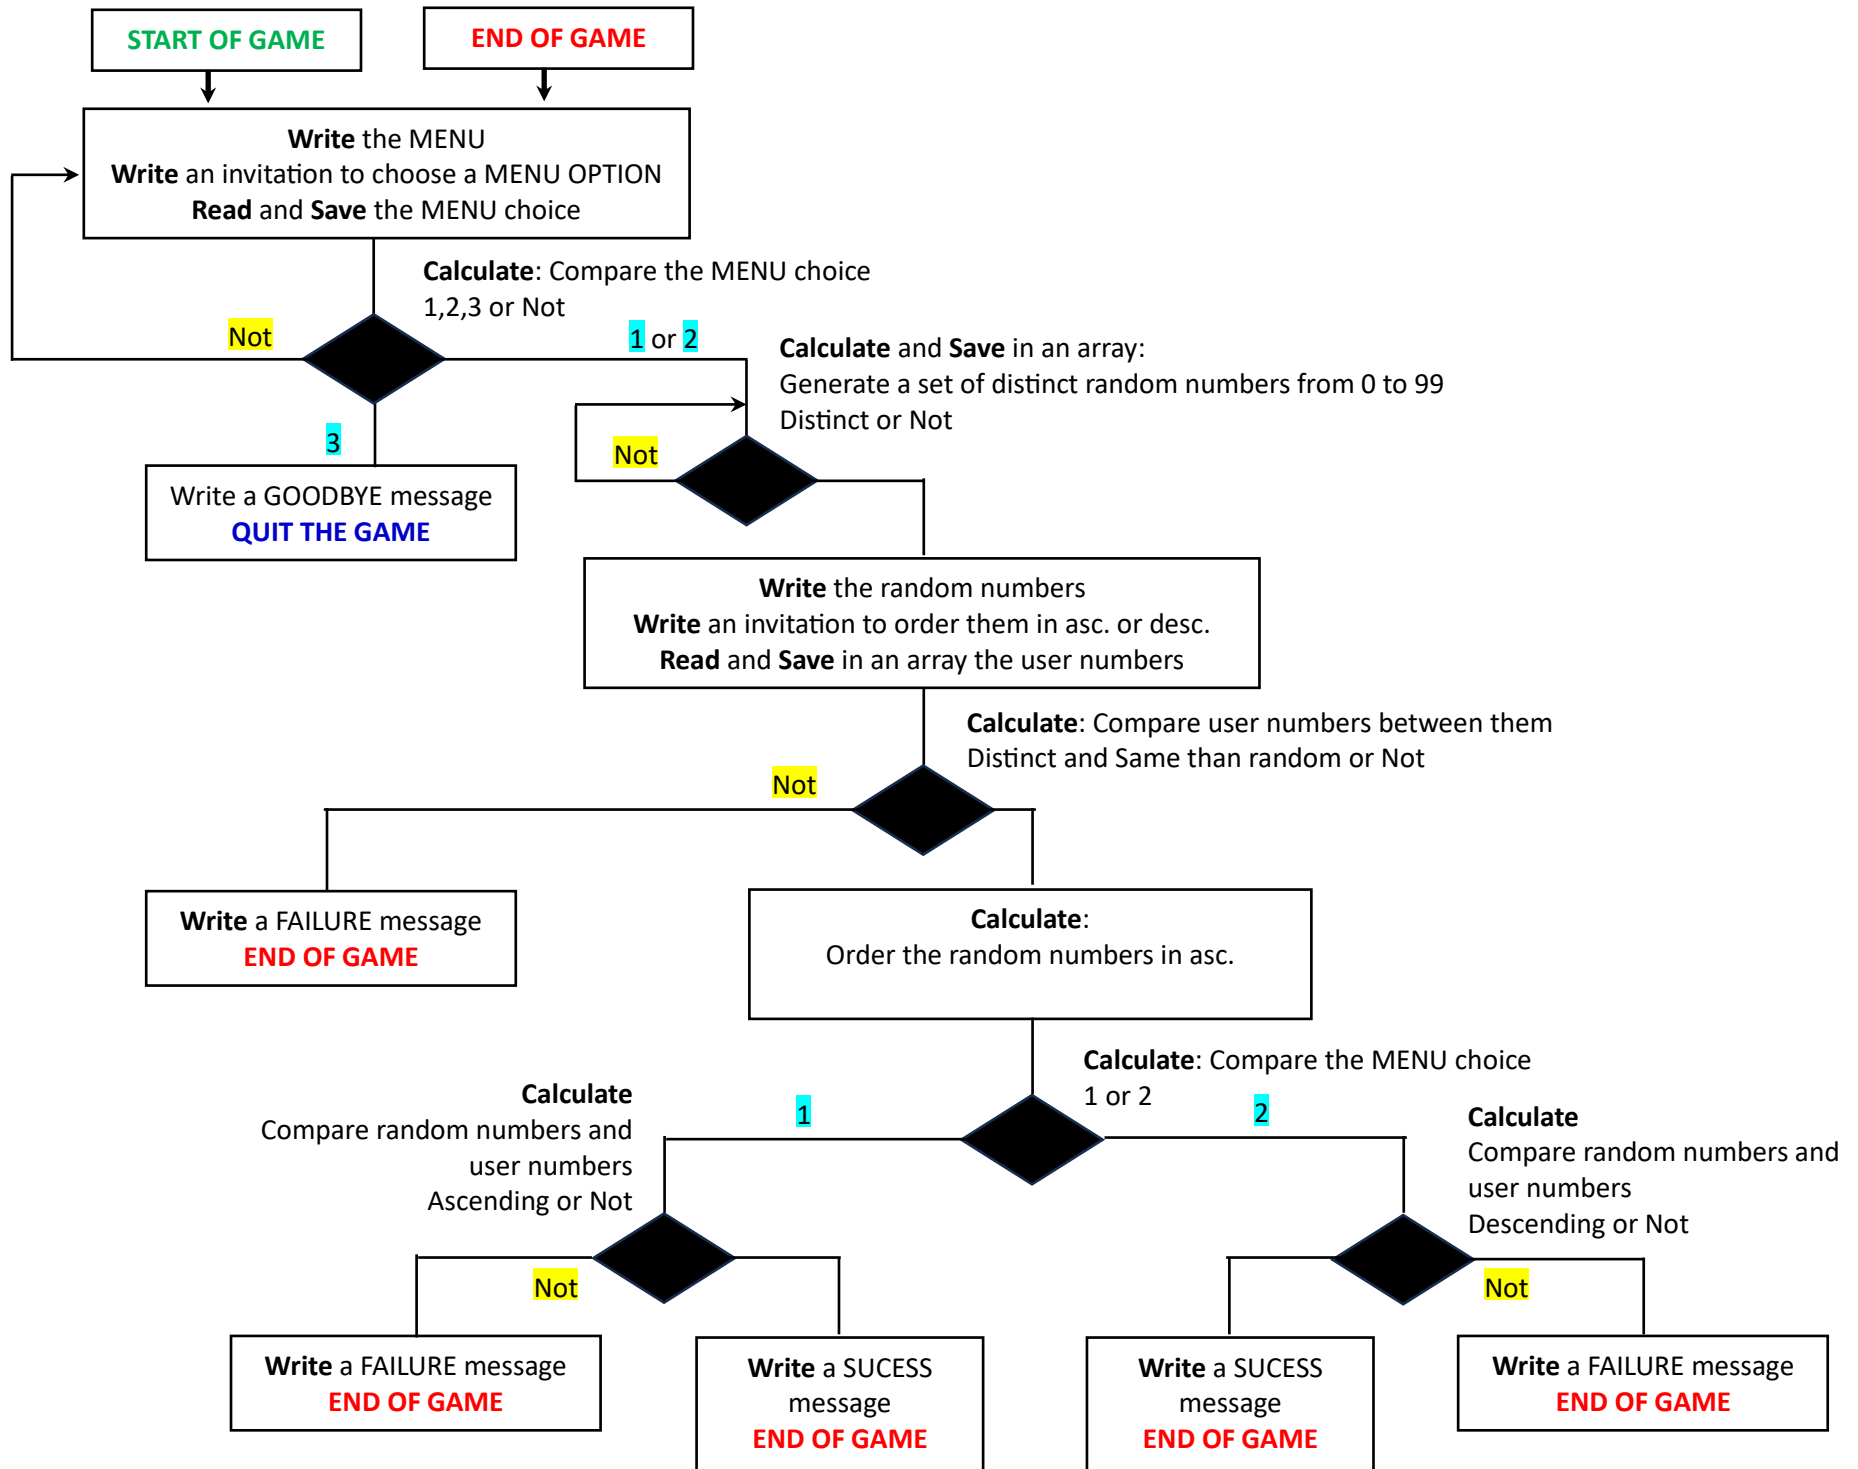 START OF GAME
END OF GAME
Write the MENU
Write an invitation to choose a MENU OPTION
Read and Save the MENU choice
Calculate: Compare the MENU choice
1,2,3 or Not
Not
1 or 2
Calculate and Save in an array:
Generate a set of distinct random numbers from 0 to 99
Distinct or Not
3
Not
Write a GOODBYE message
QUIT THE GAME
Write the random numbers
Write an invitation to order them in asc. or desc.
Read and Save in an array the user numbers
Calculate: Compare user numbers between them
Distinct and Same than random or Not
Not
Write a FAILURE message
END OF GAME
Calculate:
Order the random numbers in asc.
Calculate: Compare the MENU choice
1 or 2
1
2
Calculate
Compare random numbers and
user numbers
Ascending or Not
Calculate
Compare random numbers and
user numbers
Descending or Not
Not
Not
Write a FAILURE message
END OF GAME
Write a SUCESS
message
END OF GAME
Write a SUCESS
message
END OF GAME
Write a FAILURE message
END OF GAME